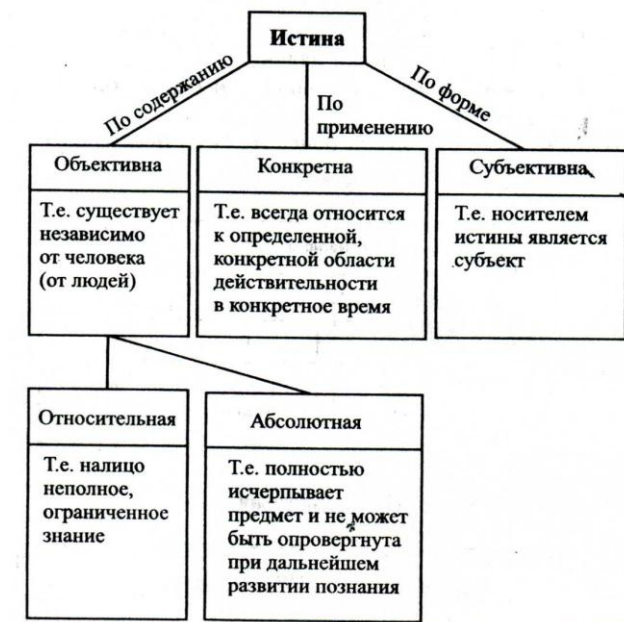 Истина
По содержанию
По
применению
По форме
Объективна
Т.е. существует
независимо
от человека
(от людей)
Конкретна
Т.е. всегда относится
к определенной,
конкретной области
действительности
в конкретное время
Субъективна
Т.е. носителем
истины является
субъект
Относительная
Т.е. налицо
неполное,
ограниченное
знание
Абсолютная
Т.е. полностью
исчерпывает
предмет и не может
быть опровергнута
при дальнейшем
развитии познания